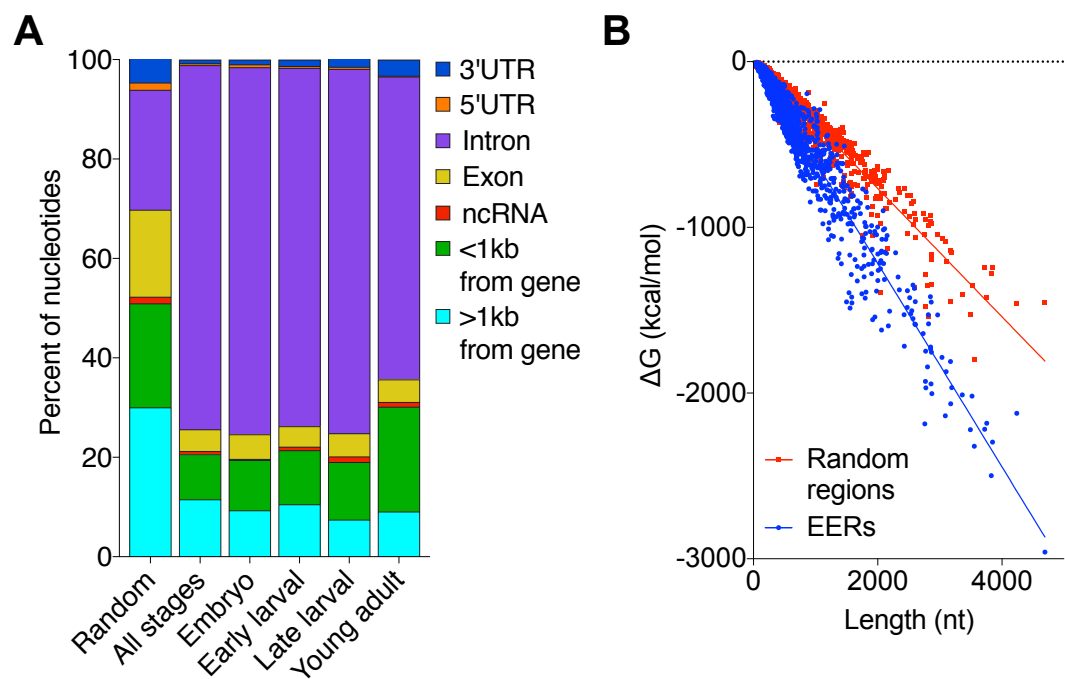 A
Percent of nucleotides
100
80
60
40
20
0
Random
All stages
Embryo
Early larval
Late larval
Young adult
3'UTR
5'UTR
Intron
Exon
ncRNA
<1kb
from gene
>1kb
from gene
B
ΔG (kcal/mol)
0
-1000
-2000
-3000
0
2000
4000
Length (nt)
Random
regions
EERs